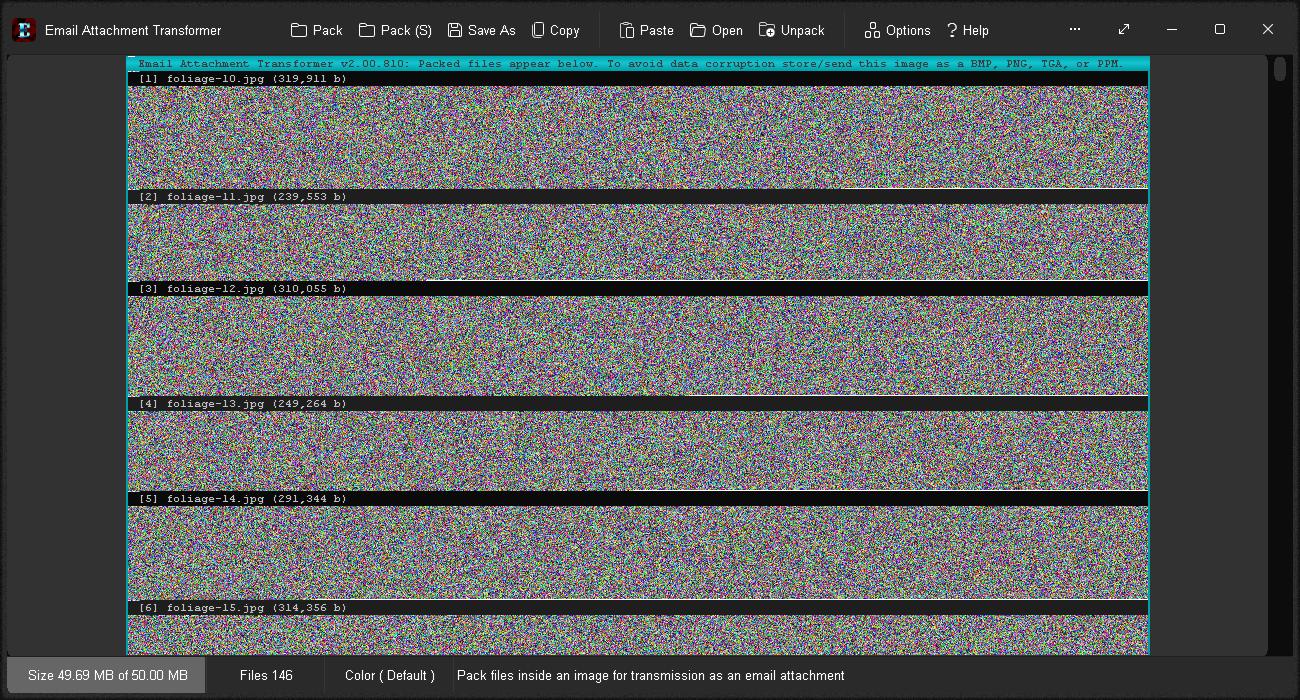 Email Attachment Transformer Pack Pack (S) Save As Copy Paste Open Unpack Options ? Help ...
Email Attachment Transformer v2.00.810: Packed files appear below. To avoid data corruption store/send this image as a BMP, PNG, TGA, or PPM.
[1] foliage-10.jpg (319,911 b)
[2] foliage-11.jpg (239,553 b)
[3] foliage-12.jpg (310,055 b)
[4] foliage-13.jpg (249,264 b)
[5] foliage-14.jpg (291,344 b)
[6] foliage-15.jpg (314,356 b)
Size 49.69 MB of 50.00 MB Files 146 Color ( Default ) Pack files inside an image for transmission as an email attachment